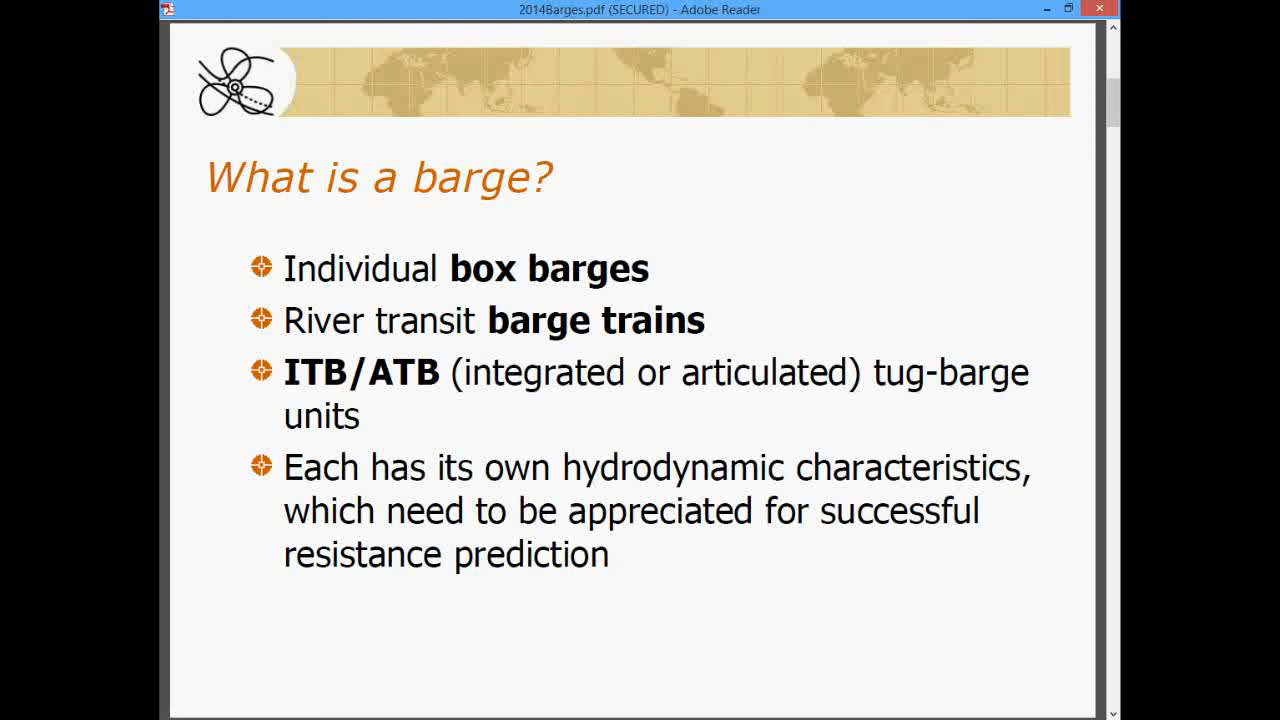 2014Barges.pdf (SECURED) - Adobe Reader
What is a barge?
Individual box barges
River transit barge trains
ITB/ATB (integrated or articulated) tug-barge
units
Each has its own hydrodynamic characteristics,
which need to be appreciated for successful
resistance prediction